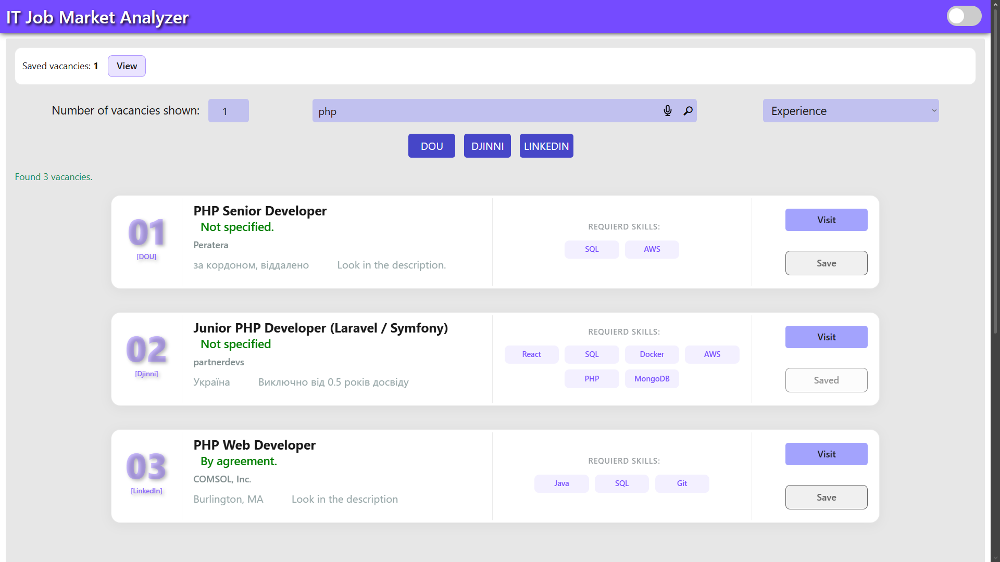 IT Job Market Analyzer
Saved vacancies: 1 View
Number of vacancies shown: 1 php Experience
DOU DJINNI LINKEDIN
Found 3 vacancies.
01
[DOU]
PHP Senior Developer
Not specified.
Peratera
за кордоном, віддалено Look in the description.
REQUIERD SKILLS:
SQL AWS
Visit
Save
02
[Djinni]
Junior PHP Developer (Laravel / Symfony)
Not specified
partnerdevs
Україна Виключно від 0.5 років досвіду
REQUIERD SKILLS:
React SQL Docker AWS
PHP MongoDB
Visit
Saved
03
[LinkedIn]
PHP Web Developer
By agreement.
COMSOL, Inc.
Burlington, MA Look in the description
REQUIERD SKILLS:
Java SQL Git
Visit
Save